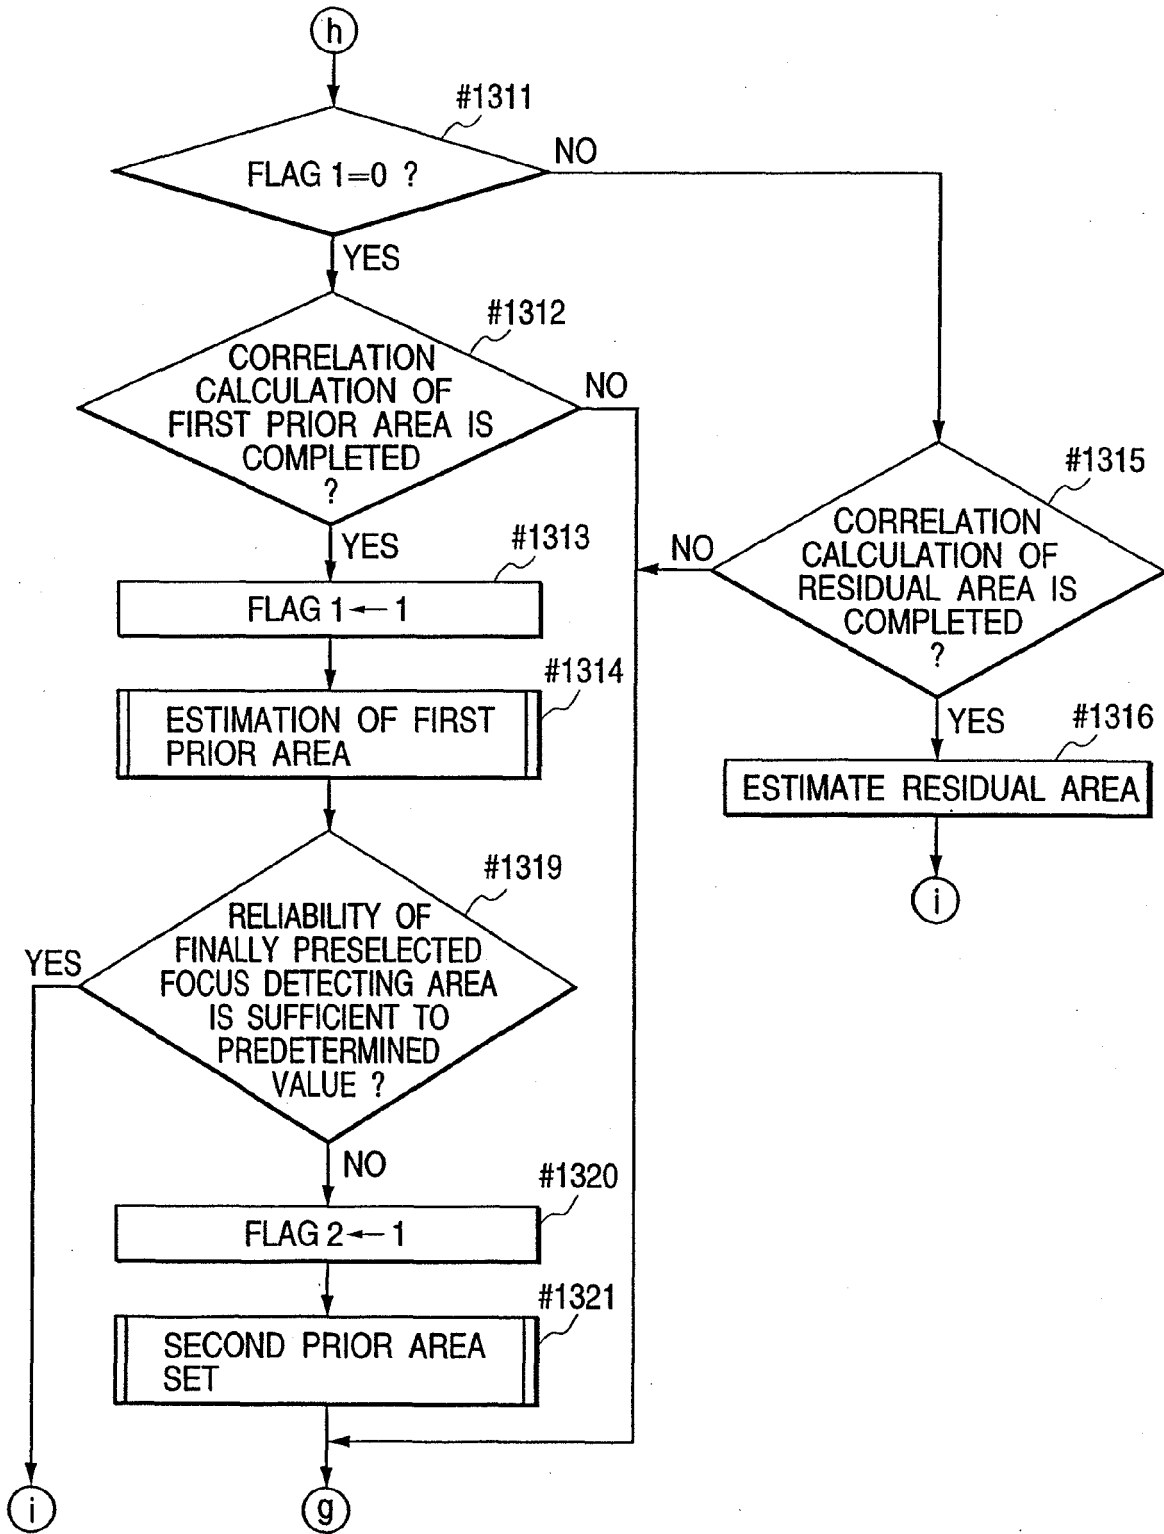 h
#1311
FLAG 1=0 ?
NO
YES
#1312
CORRELATION
CALCULATION OF
FIRST PRIOR AREA IS
COMPLETED
?
NO
YES
#1313
FLAG 1 ← 1
#1314
ESTIMATION OF FIRST
PRIOR AREA
#1315
CORRELATION
CALCULATION OF
RESIDUAL AREA IS
COMPLETED
?
NO
YES
#1316
ESTIMATE RESIDUAL AREA
i
#1319
RELIABILITY OF
FINALLY PRESELECTED
FOCUS DETECTING AREA
IS SUFFICIENT TO
PREDETERMINED
VALUE ?
YES
NO
#1320
FLAG 2 ← 1
#1321
SECOND PRIOR AREA
SET
i
g